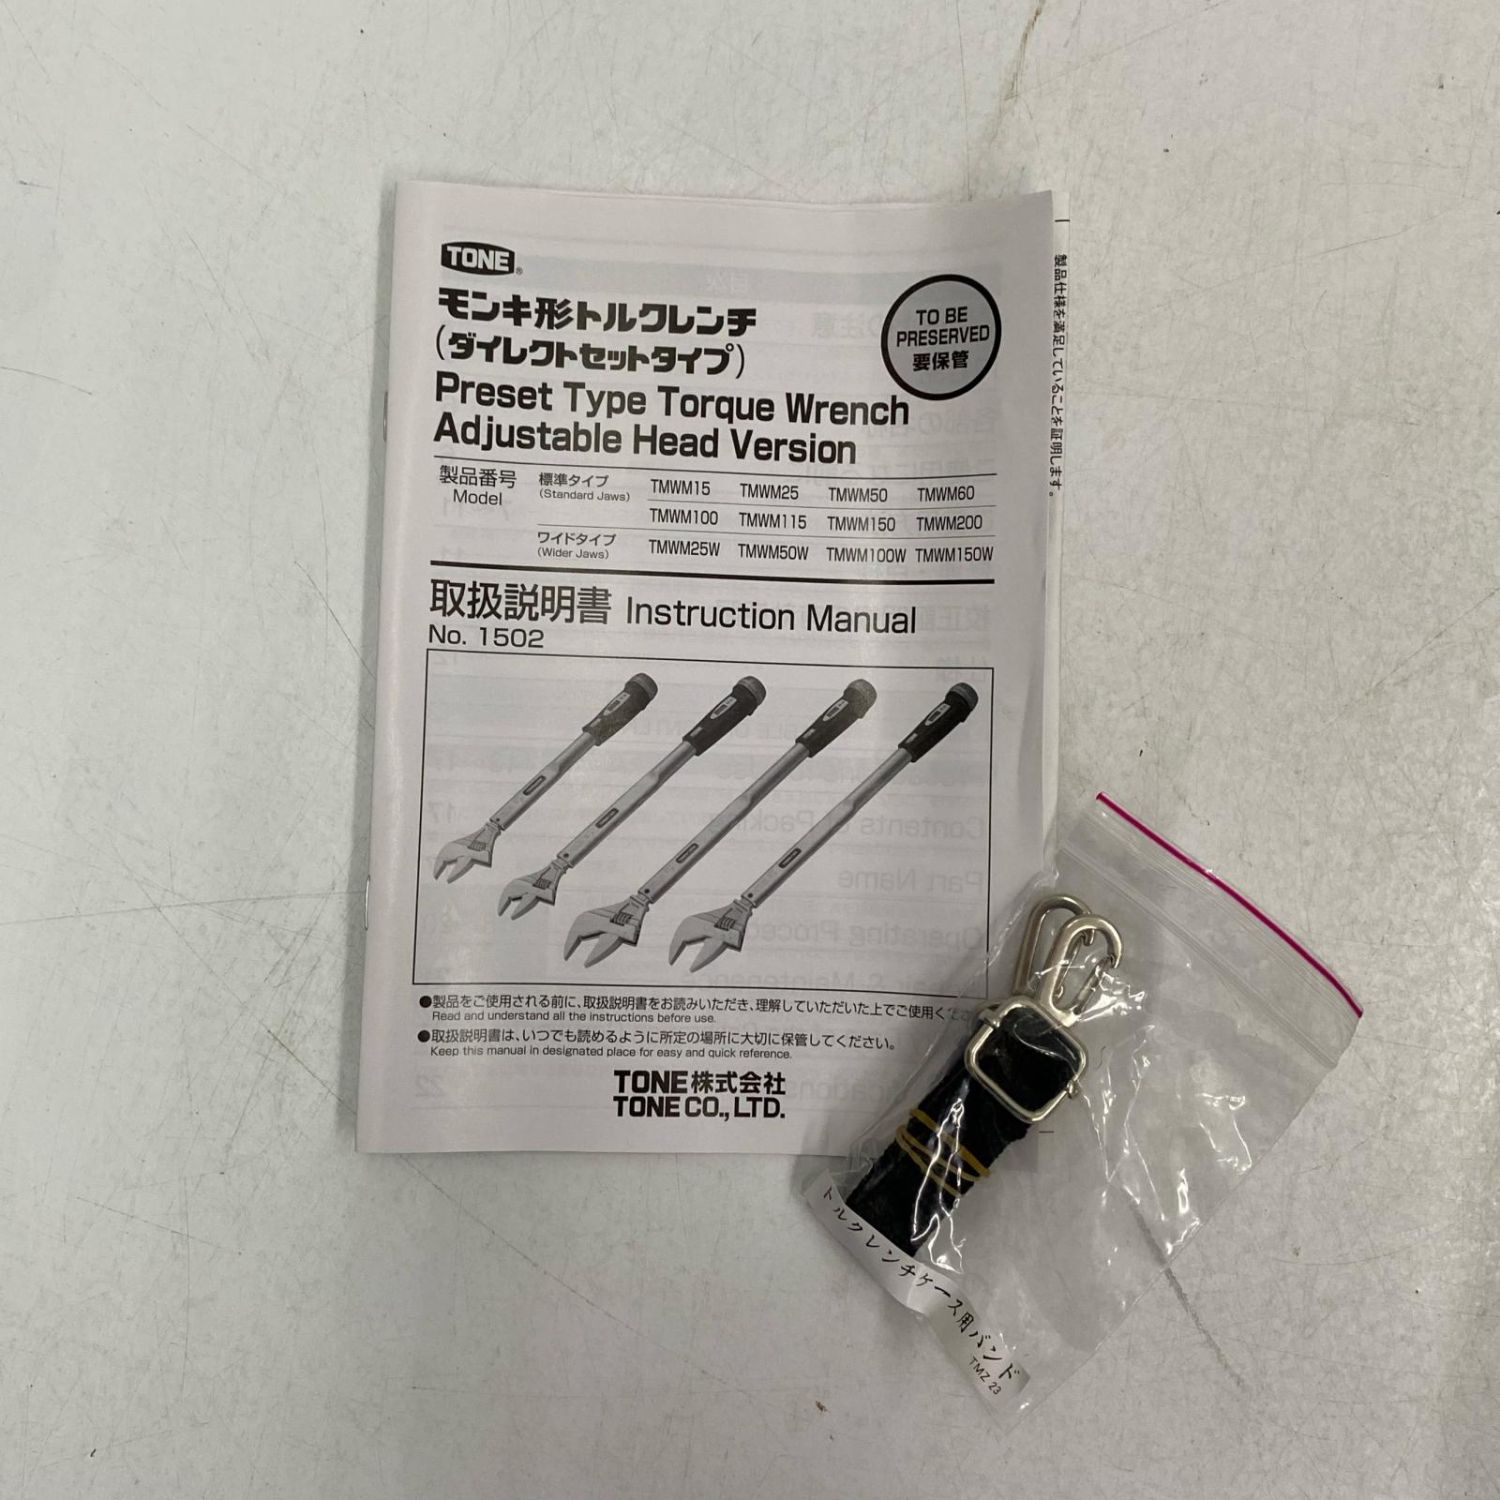 TONE®
モンキ形トルクレンチ
(ダイレクトセットタイプ)
Preset Type Torque Wrench
Adjustable Head Version
TO BE
PRESERVED
要保管
製品番号
Model
標準タイプ
(Standard Jaws)
TMWM15 TMWM25 TMWM50 TMWM60
TMWM100 TMWM115 TMWM150 TMWM200
ワイドタイプ
(Wider Jaws)
TMWM25W TMWM50W TMWM100W TMWM150W
取扱説明書 Instruction Manual
No. 1502
●製品をご使用される前に、取扱説明書をお読みいただき、理解していただいた上でご使用くださ
Read and understand all the instructions before use.
●取扱説明書は、いつでも読めるように所定の場所に大切に保管してください。
Keep this manual in designated place for easy and quick reference.
TONE株式会社
TONE CO., LTD.
製品仕様を満足していることを証明します。
トルクレンチケース用バンド
TMZ 23